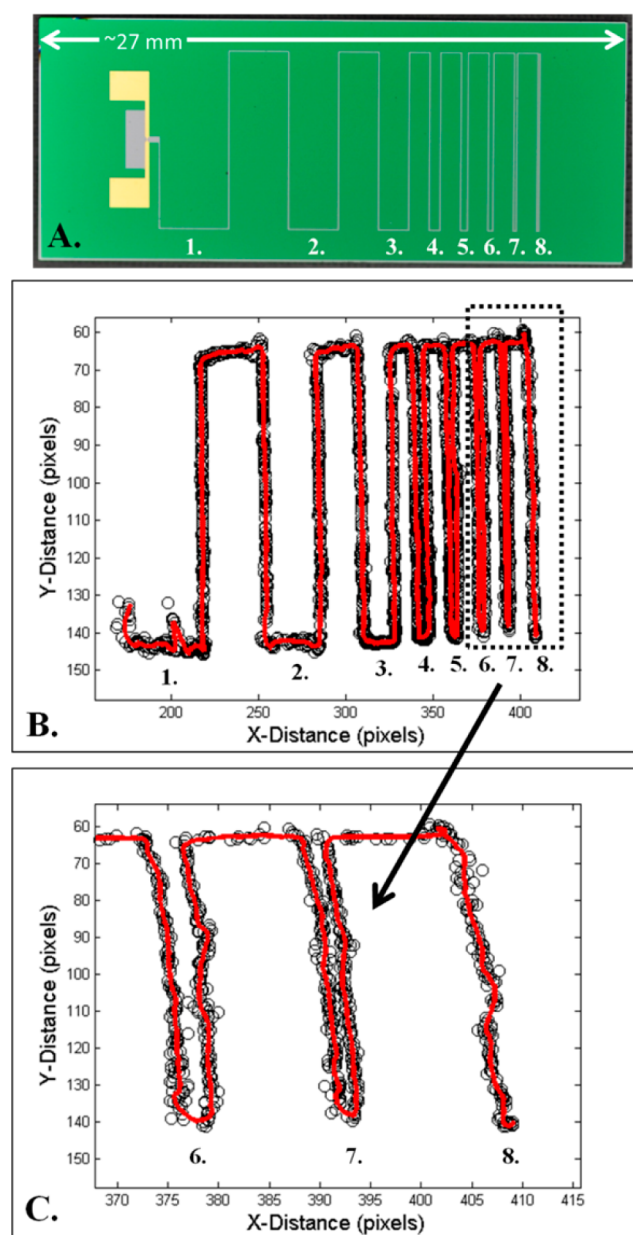 ~27 mm
A.
1. 2. 3. 4. 5. 6. 7. 8.
60
70
80
90
100
110
120
130
140
150
Y-Distance (pixels)
1. 2. 3. 4. 5. 6. 7. 8.
200 250 300 350 400
X-Distance (pixels)
B.
60
70
80
90
100
110
120
130
140
150
Y-Distance (pixels)
6. 7. 8.
370 375 380 385 390 395 400 405 410 415
X-Distance (pixels)
C.